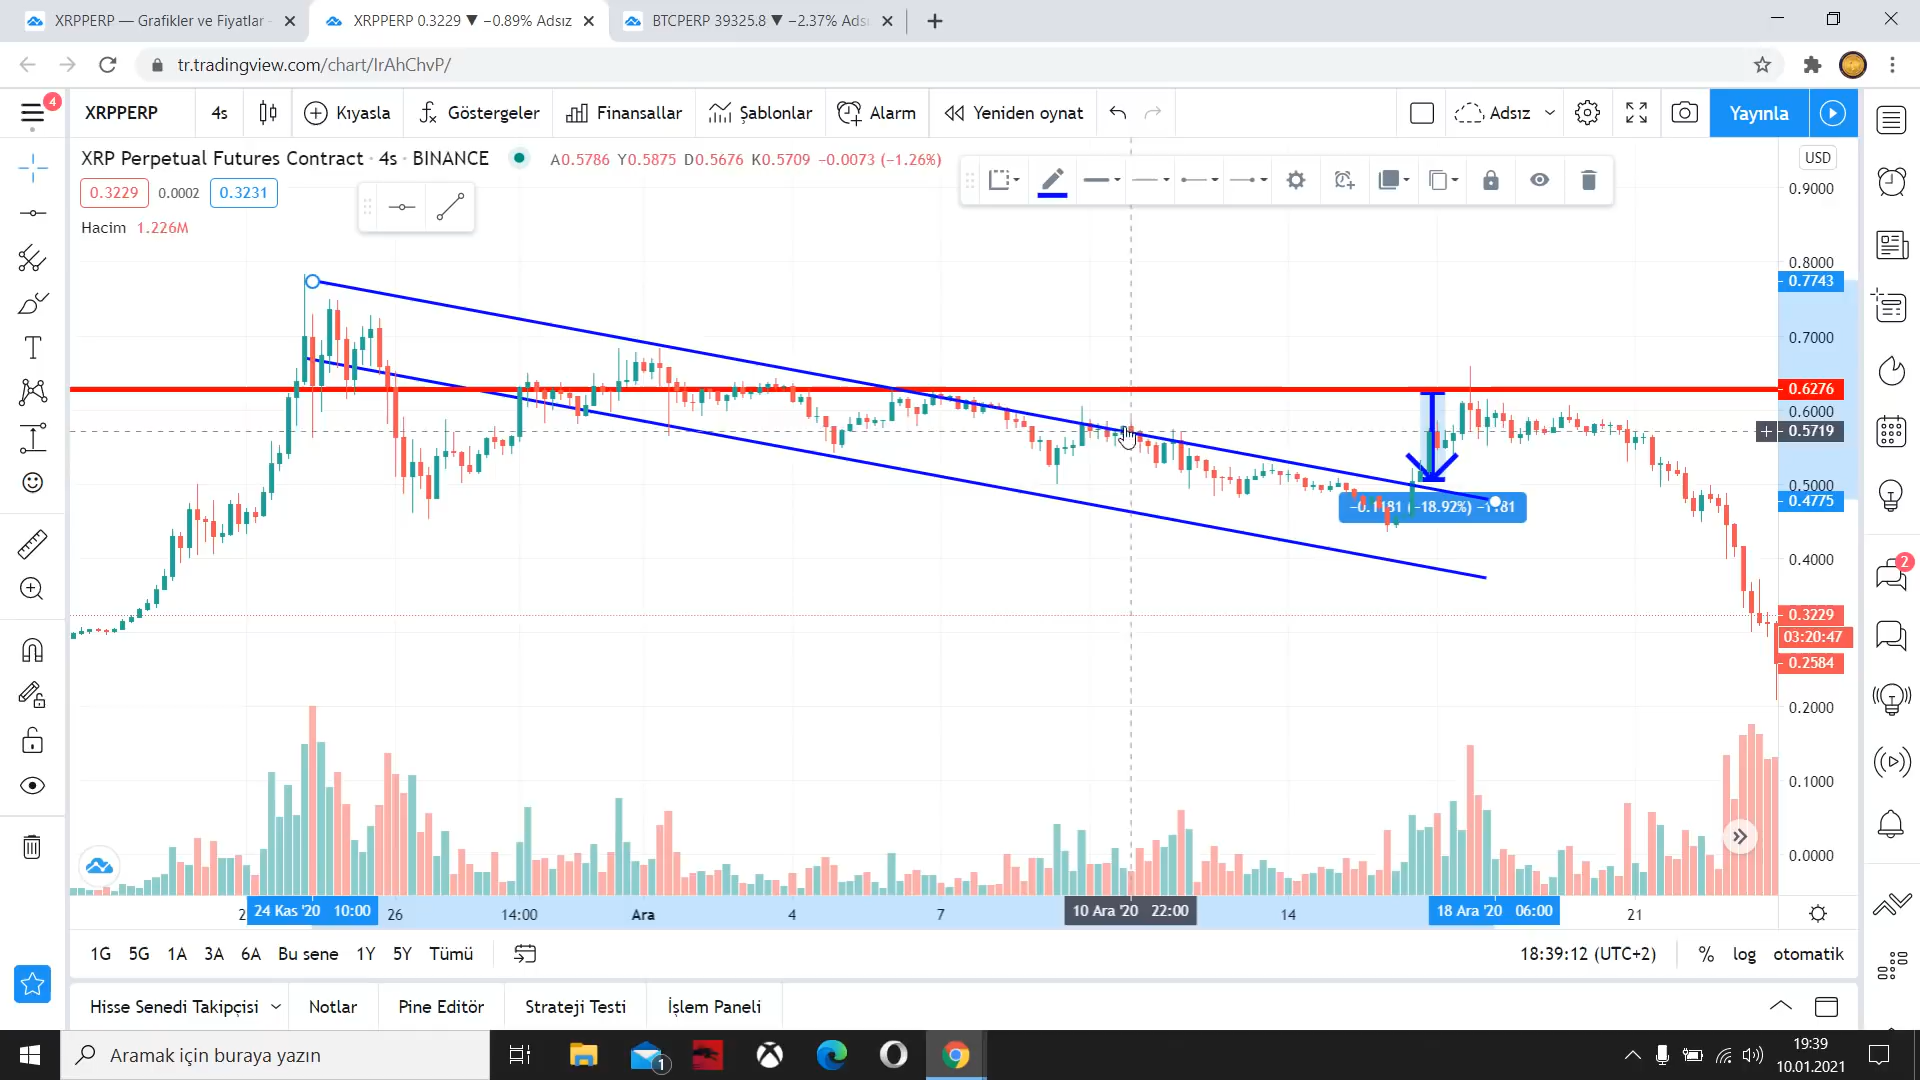 XRPPERP — Grafikler ve Fiyatlar
XRPPERP 0.3229 ▼ −0.89% Adsız
BTCPERP 39325.8 ▼ −2.37% Ads
tr.tradingview.com/chart/IrAhChvP/
4
XRPPERP
4s
Kıyasla
Göstergeler
Finansallar
Şablonlar
Alarm
Yeniden oynat
Adsız
Yayınla
XRP Perpetual Futures Contract · 4s · BINANCE
A0.5786 Y0.5875 D0.5676 K0.5709 −0.0073 (−1.26%)
USD
0.3229
0.0002
0.3231
Hacim 1.226M
0.9000
0.8000
0.7743
0.7000
0.6276
0.6000
0.5719
0.5000
0.4775
0.4000
0.3229
03:20:47
0.2584
0.2000
0.1000
0.0000
−0.1181 (−18.92%) −1181
2
24 Kas '20 10:00
26
14:00
Ara
4
7
10 Ara '20 22:00
14
18 Ara '20 06:00
21
1G
5G
1A
3A
6A
Bu sene
1Y
5Y
Tümü
18:39:12 (UTC+2)
%
log
otomatik
Hisse Senedi Takipçisi
Notlar
Pine Editör
Strateji Testi
İşlem Paneli
2
Aramak için buraya yazın
1
19:39
10.01.2021